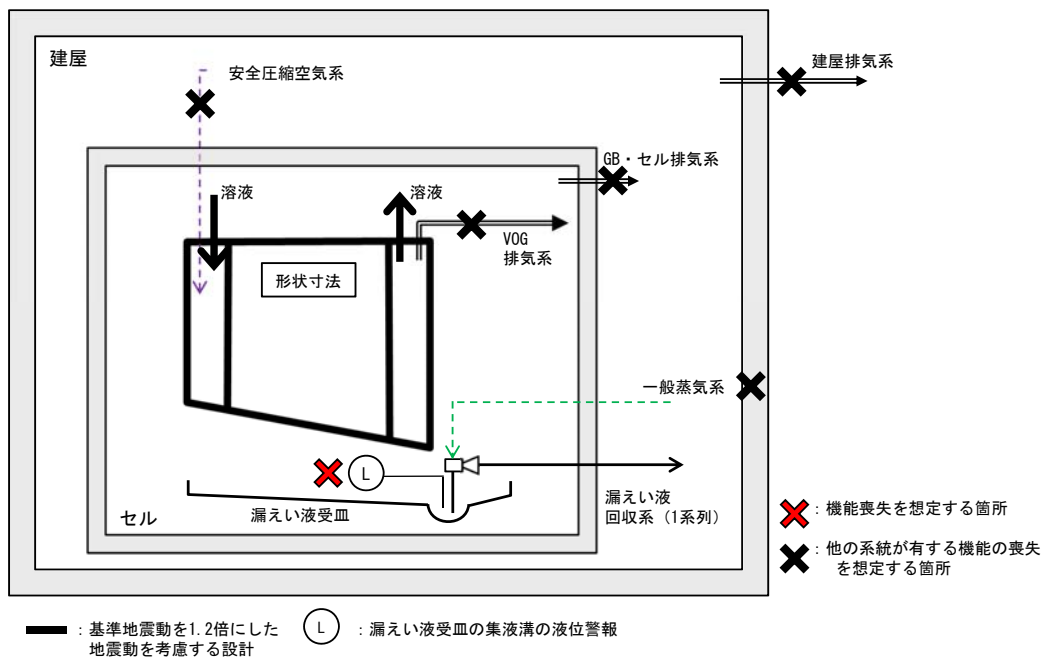 建屋
安全圧縮空気系
建屋排気系
GB・セル排気系
溶液
溶液
VOG
排気系
形状寸法
一般蒸気系
L
漏えい液受皿
セル
漏えい液
回収系（1系列）
：機能喪失を想定する箇所
：他の系統が有する機能の喪失
を想定する箇所
：基準地震動を1.2倍にした
地震動を考慮する設計
L
：漏えい液受皿の集液溝の液位警報